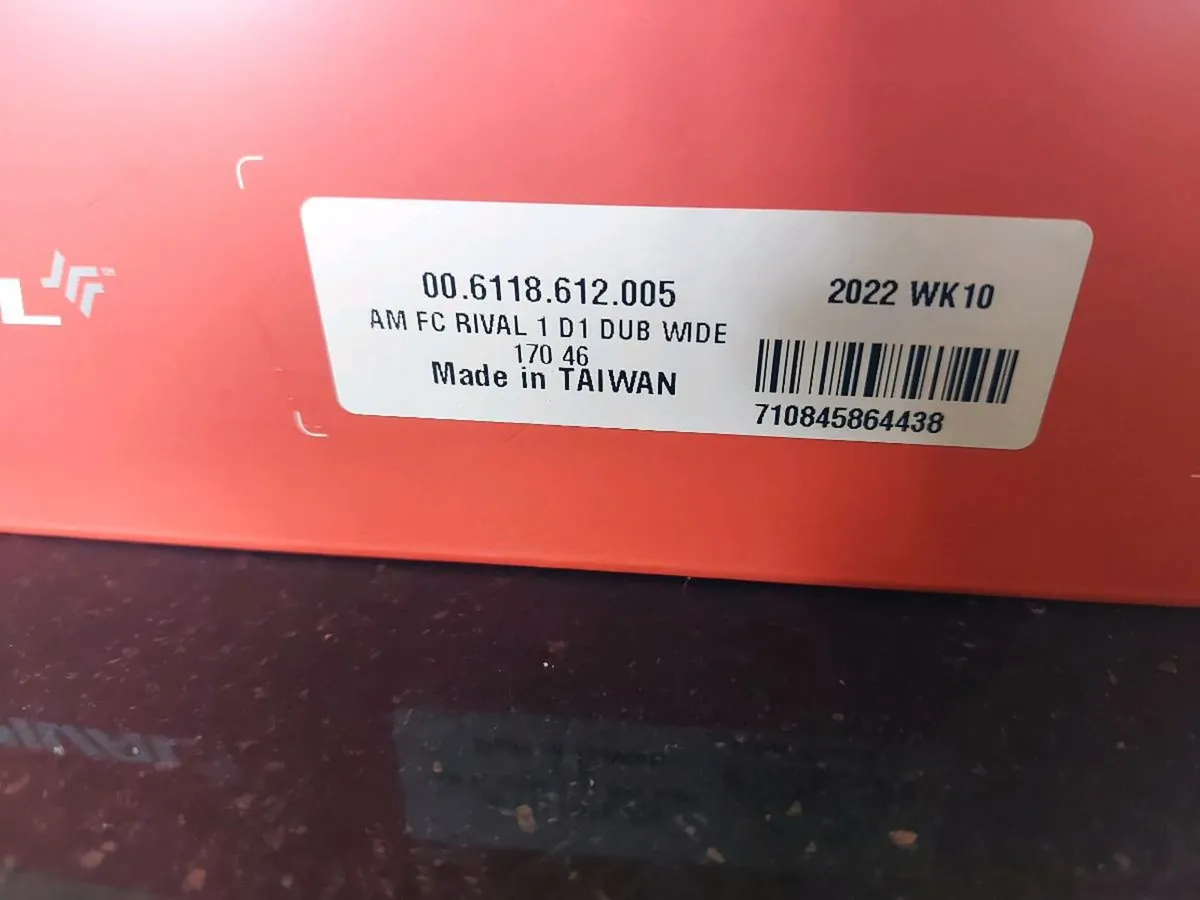 L
00.6118.612.005
2022 WK10
AM FC RIVAL 1 D1 DUB WIDE
170 46
Made in TAIWAN
710845864438